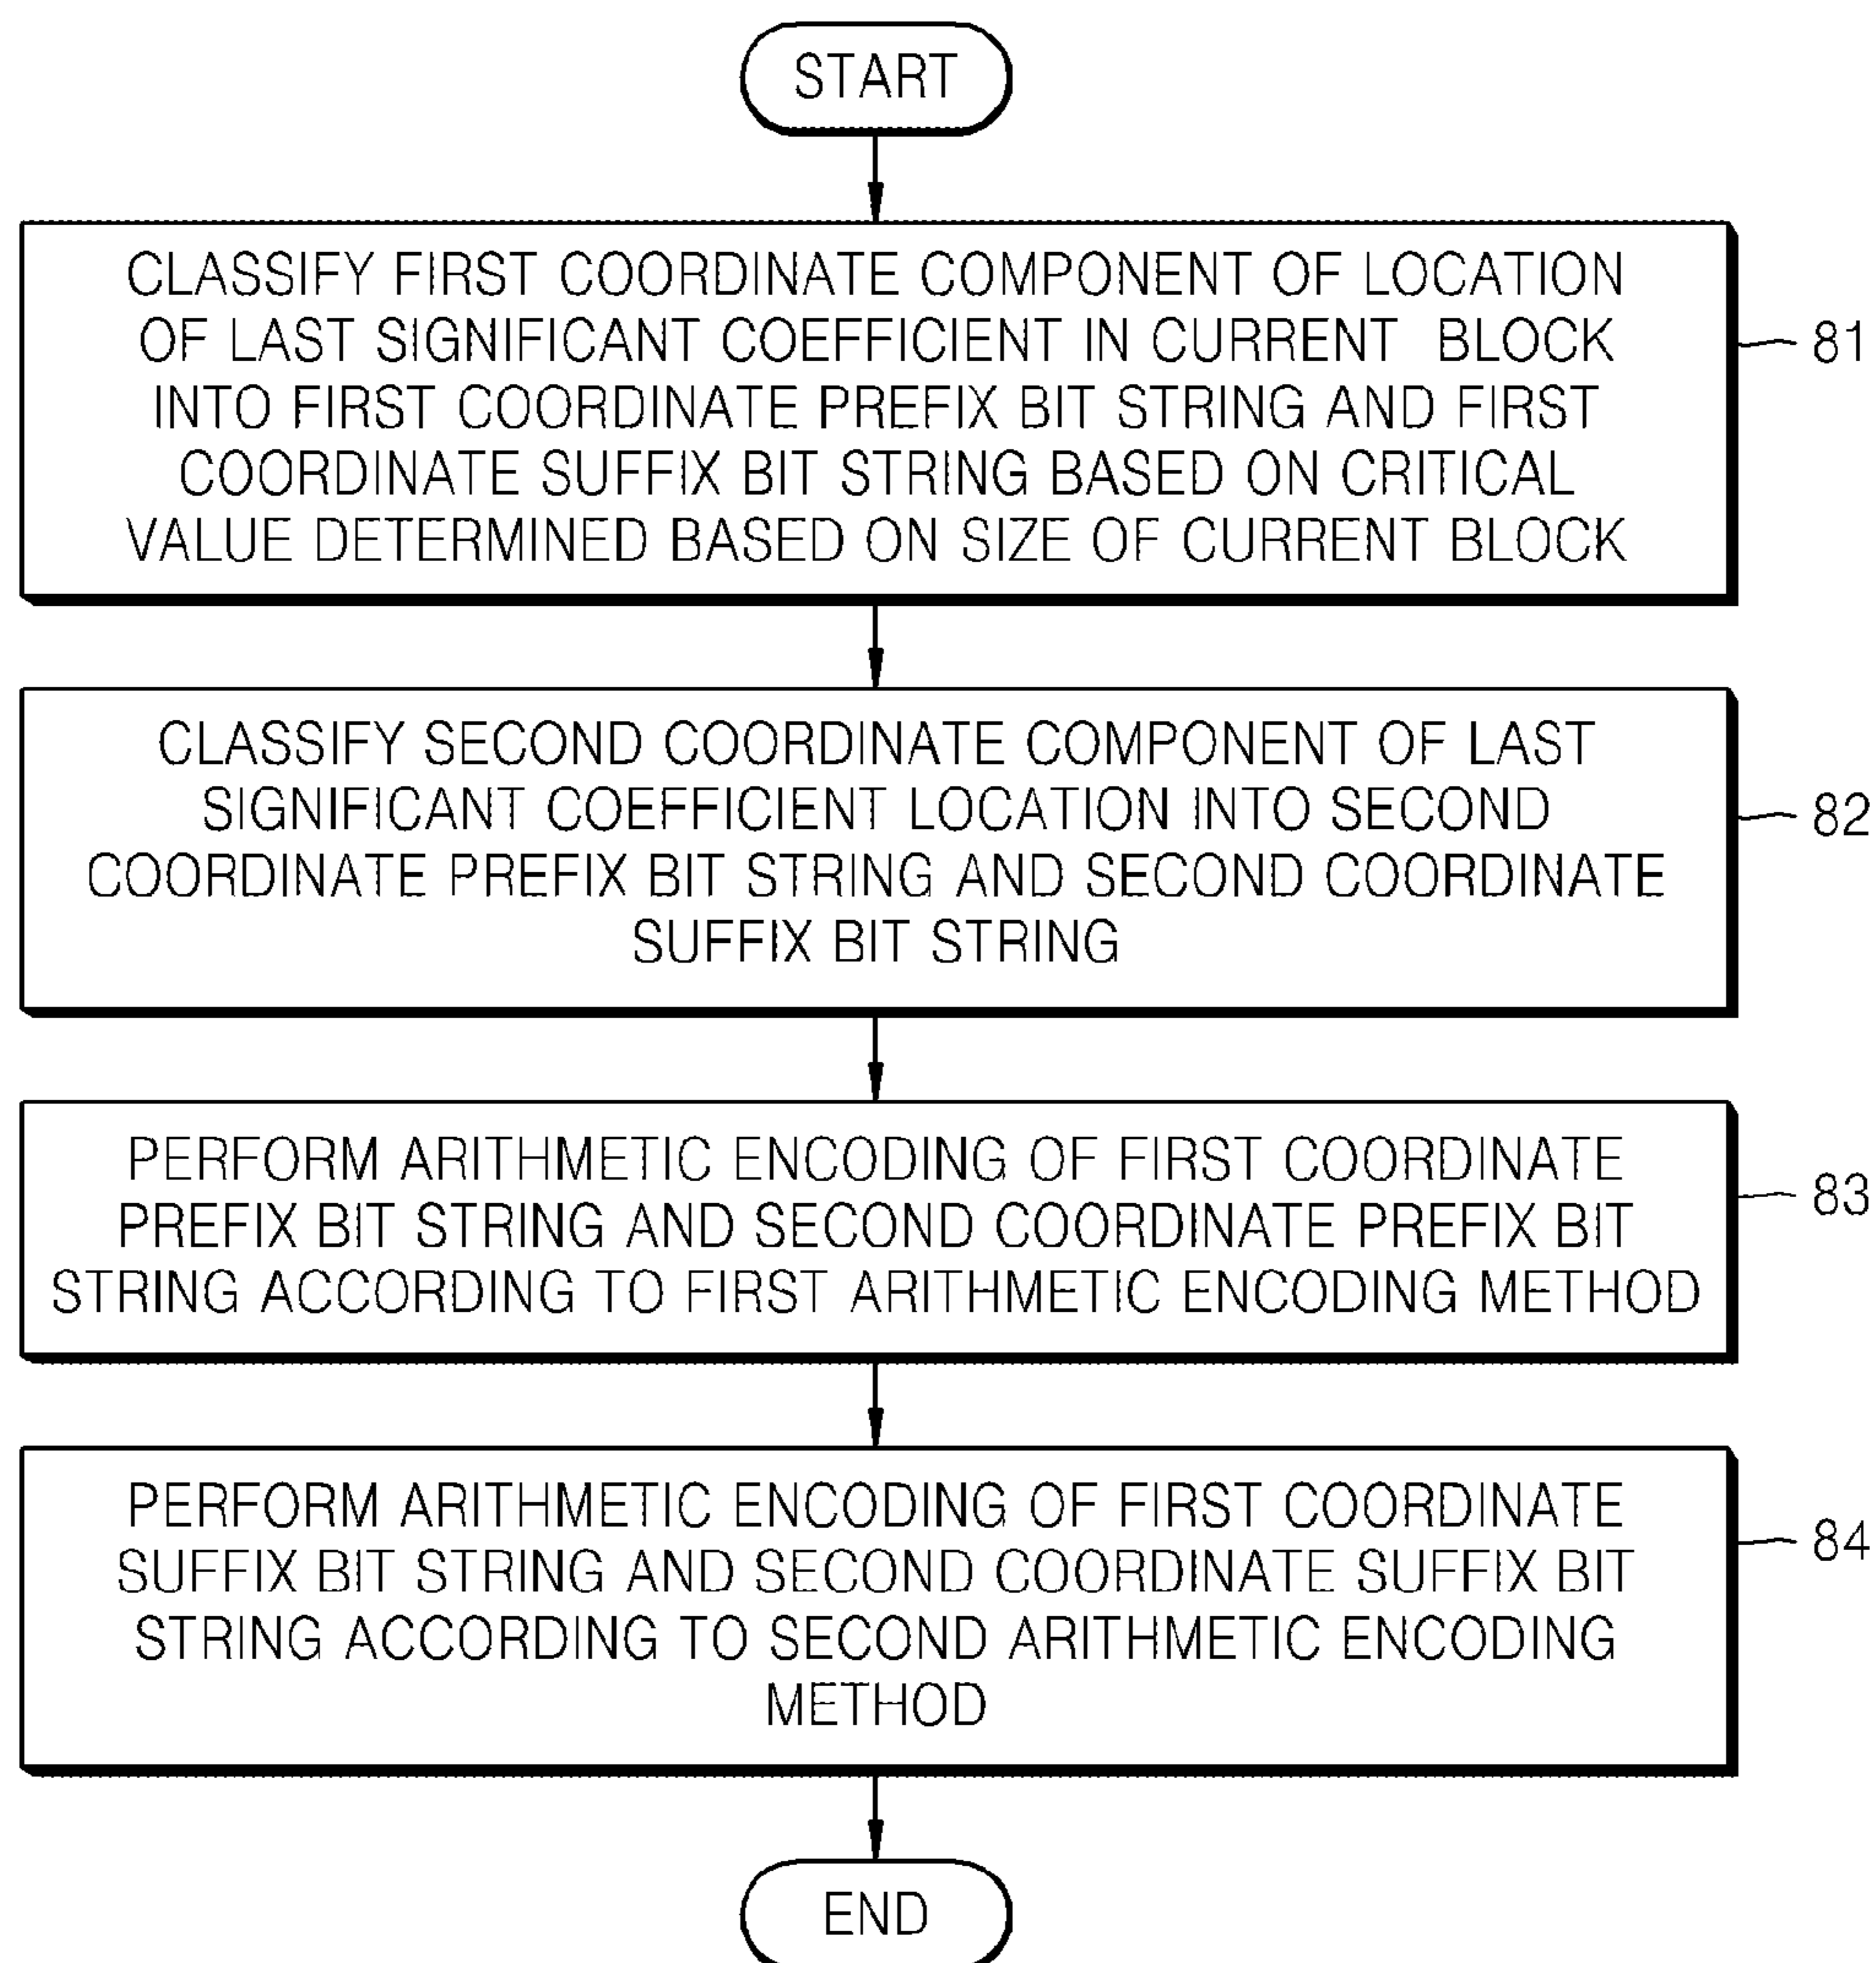 START
CLASSIFY FIRST COORDINATE COMPONENT OF LOCATION
OF LAST SIGNIFICANT COEFFICIENT IN CURRENT BLOCK
INTO FIRST COORDINATE PREFIX BIT STRING AND FIRST
COORDINATE SUFFIX BIT STRING BASED ON CRITICAL
VALUE DETERMINED BASED ON SIZE OF CURRENT BLOCK
81
CLASSIFY SECOND COORDINATE COMPONENT OF LAST
SIGNIFICANT COEFFICIENT LOCATION INTO SECOND
COORDINATE PREFIX BIT STRING AND SECOND COORDINATE
SUFFIX BIT STRING
82
PERFORM ARITHMETIC ENCODING OF FIRST COORDINATE
PREFIX BIT STRING AND SECOND COORDINATE PREFIX BIT
STRING ACCORDING TO FIRST ARITHMETIC ENCODING METHOD
83
PERFORM ARITHMETIC ENCODING OF FIRST COORDINATE
SUFFIX BIT STRING AND SECOND COORDINATE SUFFIX BIT
STRING ACCORDING TO SECOND ARITHMETIC ENCODING
METHOD
84
END